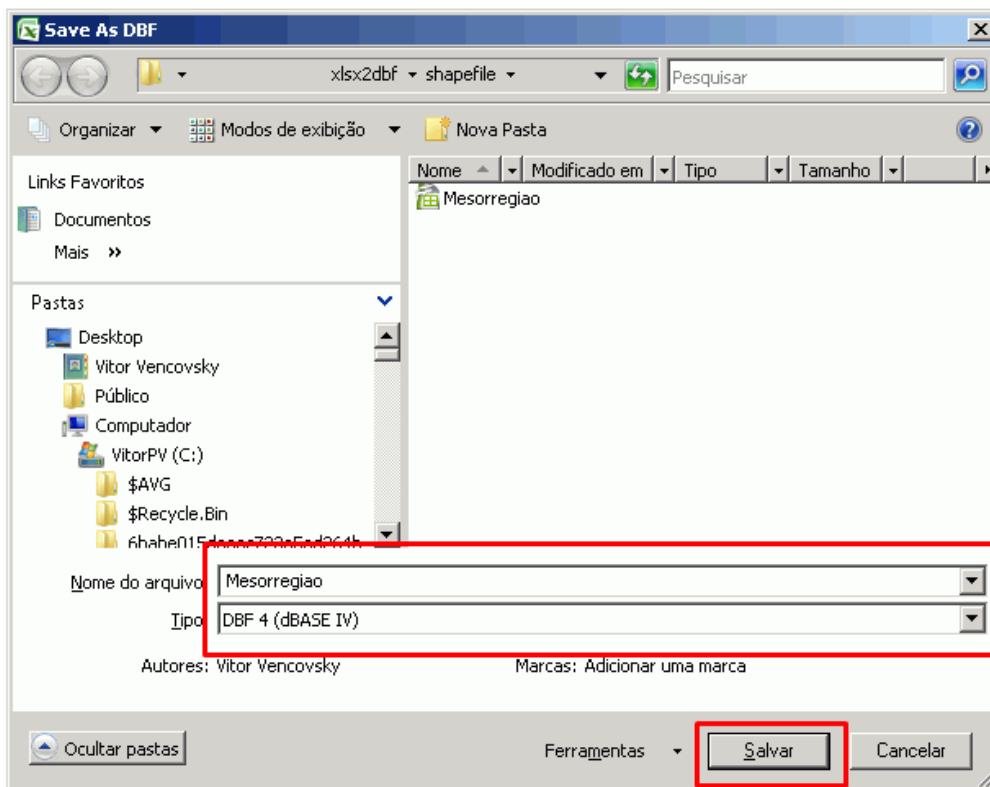 Save As DBF
xlsx2dbf shapefile Pesquisar
Organizar Modos de exibição Nova Pasta
Links Favoritos
Documentos
Mais »
Nome Modificado em Tipo Tamanho
Mesorregiao
Pastas
Desktop
Vitor Vencovsky
Público
Computador
VitorPV (C:)
$AVG
$Recycle.Bin
Nome do arquivo Mesorregiao
Tipo DBF 4 (dBASE IV)
Autores: Vitor Vencovsky Marcas: Adicionar uma marca
Ocultar pastas Ferramentas Salvar Cancelar